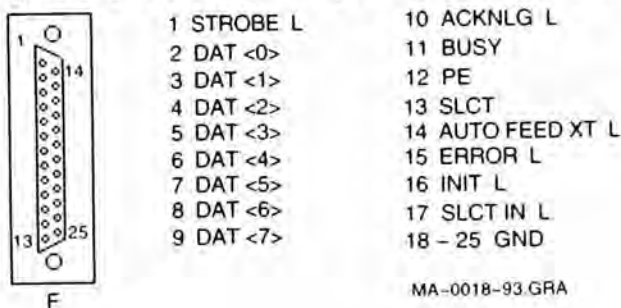 1 14
13 25
F
1 STROBE L
2 DAT <0>
3 DAT <1>
4 DAT <2>
5 DAT <3>
6 DAT <4>
7 DAT <5>
8 DAT <6>
9 DAT <7>
10 ACKNLG L
11 BUSY
12 PE
13 SLCT
14 AUTO FEED XT L
15 ERROR L
16 INIT L
17 SLCT IN L
18 – 25 GND
MA-0018-93.GRA